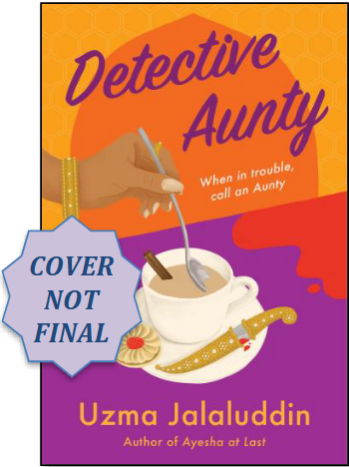 Detective
Aunty
When in trouble,
call an Aunty
COVER
NOT
FINAL
Uzma Jalaluddin
Author of Ayesha at Last